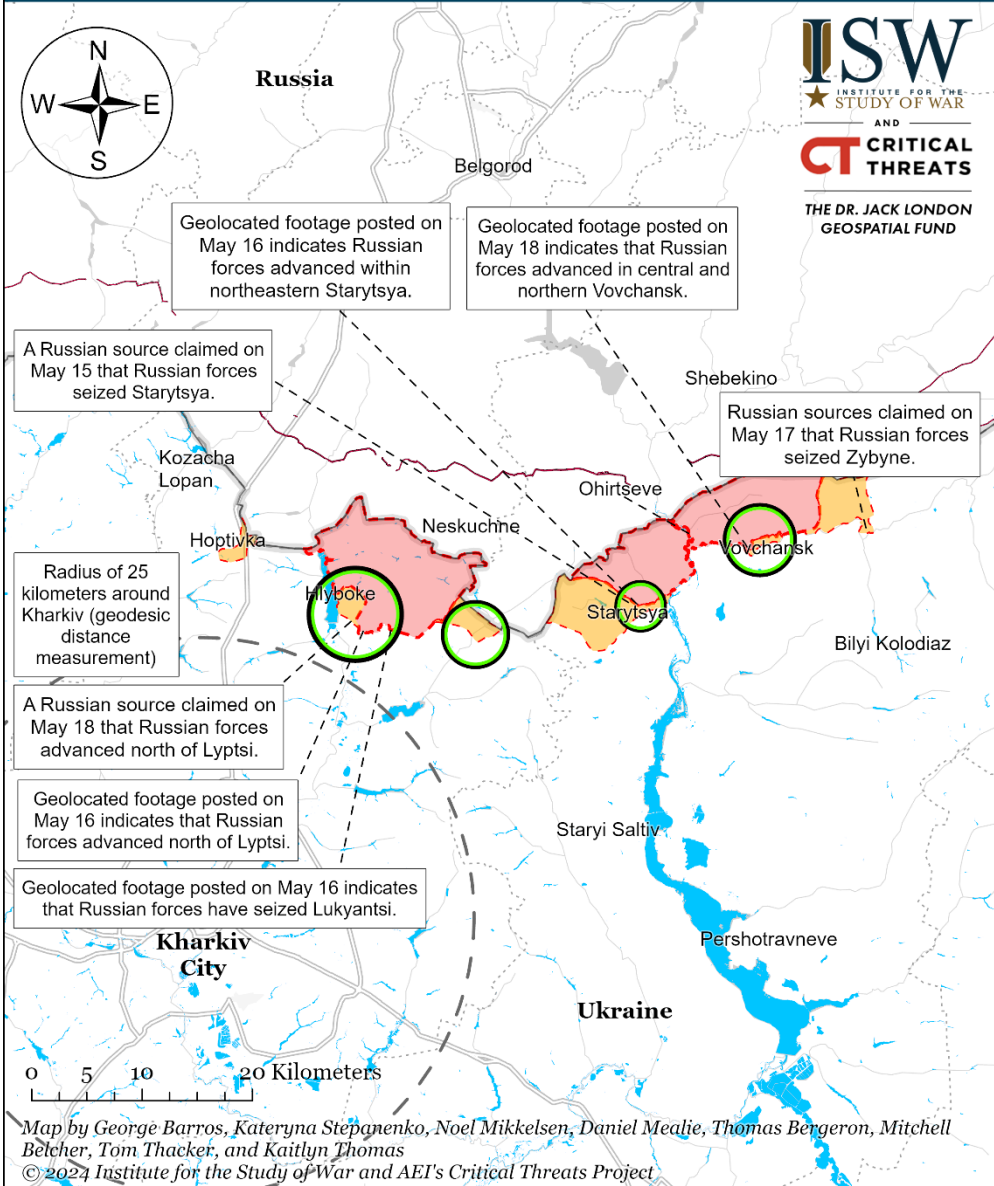 N
W E
S
Russia
ISW
INSTITUTE FOR THE
STUDY OF WAR
AND
CT CRITICAL
THREATS
THE DR. JACK LONDON
GEOSPATIAL FUND
Belgorod
Geolocated footage posted on
May 16 indicates Russian
forces advanced within
northeastern Starytsya.
Geolocated footage posted on
May 18 indicates that Russian
forces advanced in central and
northern Vovchansk.
A Russian source claimed on
May 15 that Russian forces
seized Starytsya.
Shebekino
Russian sources claimed on
May 17 that Russian forces
seized Zybyne.
Kozacha
Lopan
Ohirtseve
Neskuchne
Hoptivka
Vovchansk
Radius of 25
kilometers around
Kharkiv (geodesic
distance
measurement)
Hlyboke
Starytsya
Bilyi Kolodiaz
A Russian source claimed on
May 18 that Russian forces
advanced north of Lyptsi.
Geolocated footage posted on
May 16 indicates that Russian
forces advanced north of Lyptsi.
Staryi Saltiv
Geolocated footage posted on May 16 indicates
that Russian forces have seized Lukyantsi.
Kharkiv
City
Pershotravneve
Ukraine
0 5 10 20 Kilometers
Map by George Barros, Kateryna Stepanenko, Noel Mikkelsen, Daniel Mealie, Thomas Bergeron, Mitchell
Belcher, Tom Thacker, and Kaitlyn Thomas
© 2024 Institute for the Study of War and AEI's Critical Threats Project